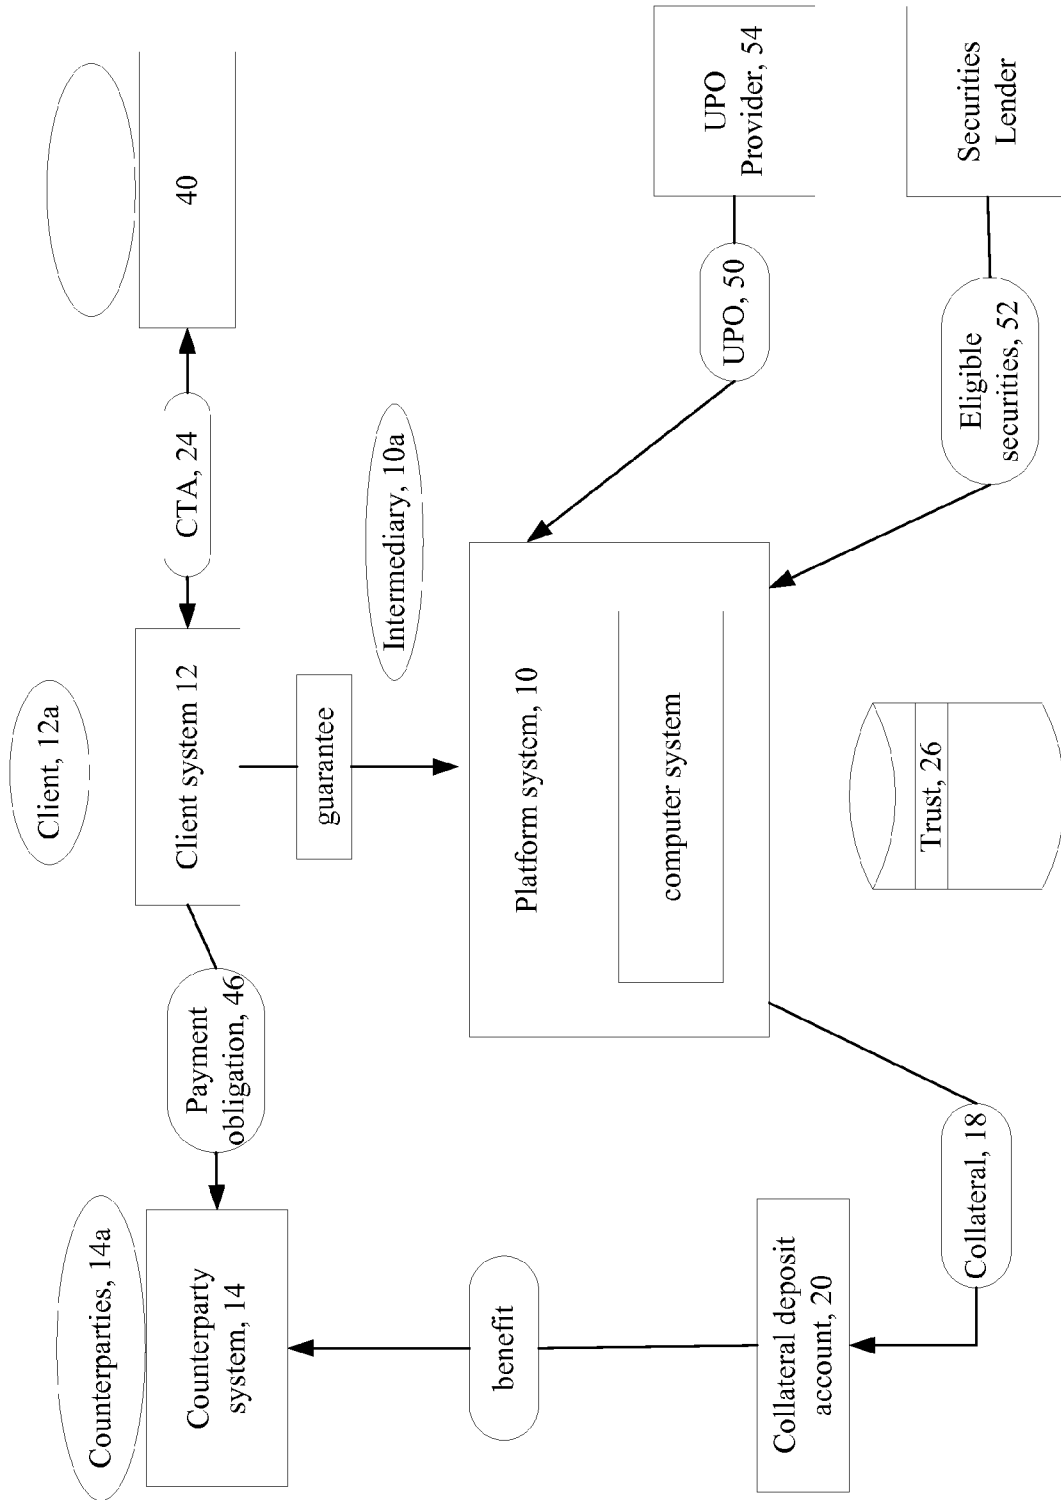 Client, 12a
Counterparties, 14a
Counterparty
system, 14
Payment
obligation, 46
Client system 12
CTA, 24
40
guarantee
Intermediary, 10a
benefit
Platform system, 10
computer system
UPO, 50
UPO
Provider, 54
Collateral deposit
account, 20
Trust, 26
Collateral, 18
Eligible
securities, 52
Securities
Lender